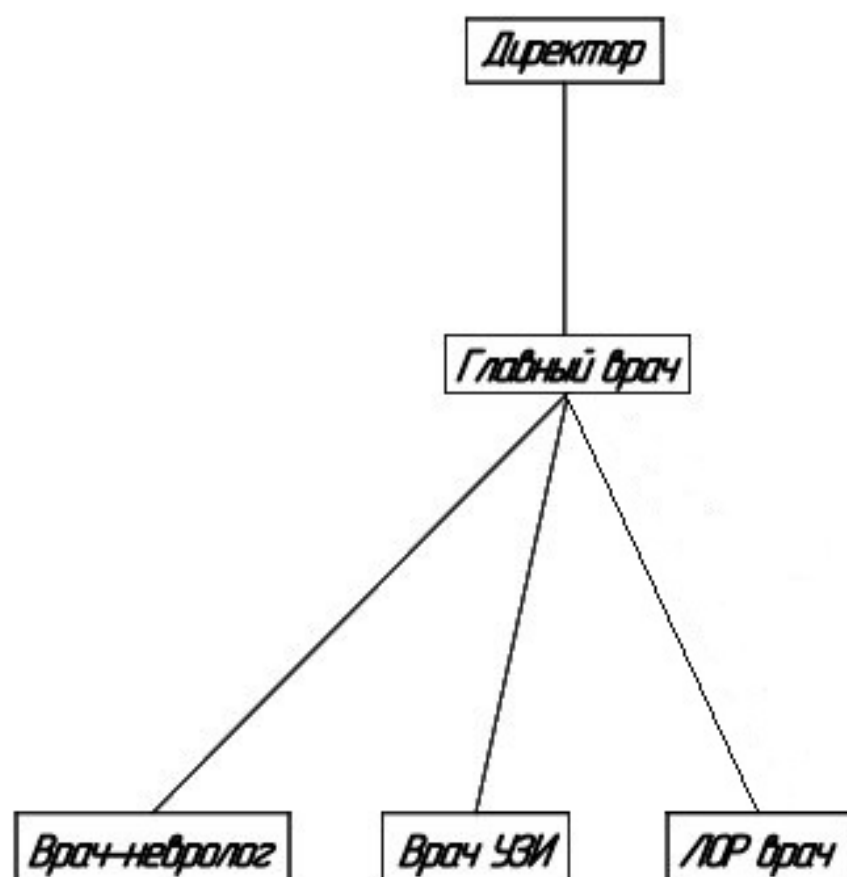 Директор
Главный врач
Врач-невролог
Врач УЗИ
ЛОР врач